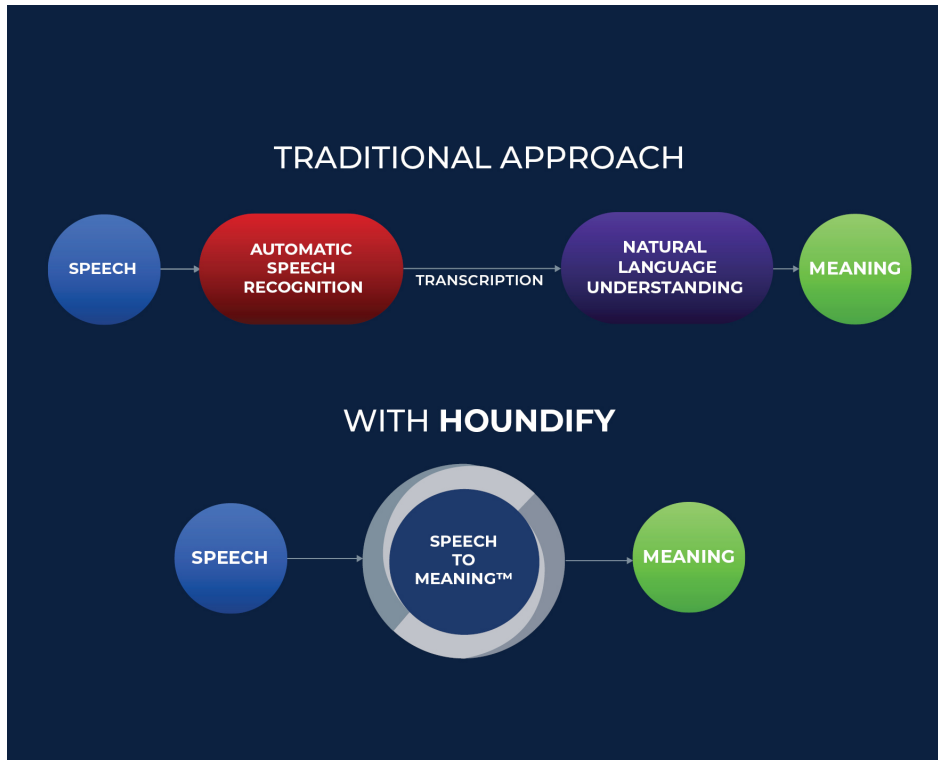 TRADITIONAL APPROACH
SPEECH
AUTOMATIC
SPEECH
RECOGNITION
TRANSCRIPTION
NATURAL
LANGUAGE
UNDERSTANDING
MEANING
WITH HOUNDIFY
SPEECH
SPEECH
TO
MEANING™
MEANING